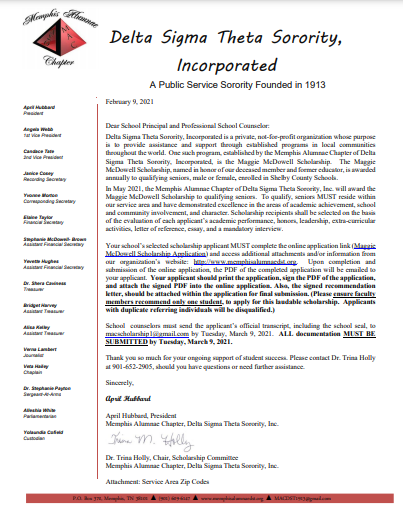 Memphis Alumnae
Chapter
Delta Sigma Theta Sorority,
Incorporated
A Public Service Sorority Founded in 1913
April Hubbard
President
Angela Webb
1st Vice President
Candace Tate
2nd Vice President
Janice Cosey
Recording Secretary
Yvonne Morton
Corresponding Secretary
Elaine Taylor
Financial Secretary
Stephanie McDowell- Brown
Assistant Financial Secretary
Yevette Hughes
Assistant Financial Secretary
Dr. Shera Caviness
Treasurer
Bridget Harvey
Assistant Treasurer
Alisa Kelley
Assistant Treasurer
Verna Lambert
Journalist
Veta Hailey
Chaplain
Dr. Stephanie Payton
Sergeant-At-Arms
Alleshia White
Parliamentarian
Yolaundia Cofield
Custodian
February 9, 2021
Dear School Principal and Professional School Counselor:
Delta Sigma Theta Sorority, Incorporated is a private, not-for-profit organization whose purpose
is to provide assistance and support through established programs in local communities
throughout the world. One such program, established by the Memphis Alumnae Chapter of Delta
Sigma Theta Sorority, Incorporated, is the Maggie McDowell Scholarship. The Maggie
McDowell Scholarship, named in honor of our deceased member and former educator, is awarded
annually to qualifying seniors, male or female, enrolled in Shelby County Schools.
In May 2021, the Memphis Alumnae Chapter of Delta Sigma Theta Sorority, Inc. will award the
Maggie McDowell Scholarship to qualifying seniors. To qualify, seniors MUST reside within
our service area and have demonstrated excellence in the areas of academic achievement, school
and community involvement, and character. Scholarship recipients shall be selected on the basis
of the evaluation of each applicant's academic performance, honors, leadership, extra-curricular
activities, letter of reference, essay, and a mandatory interview.
Your school's selected scholarship applicant MUST complete the online application link (Maggie
McDowell Scholarship Application) and access additional attachments and/or information from
our organization's website: http://www.memphisalumnaedst.org. Upon completion and
submission of the online application, the PDF of the completed application will be emailed to
your applicant. Your applicant should print the application, sign the PDF of the application,
and attach the signed PDF into the online application. Also, the signed recommendation
letter, should be attached within the application for final submission. (Please ensure faculty
members recommend only one student, to apply for this laudable scholarship. Applicants
with duplicate referring individuals will be disqualified.)
School counselors must send the applicant's official transcript, including the school seal, to
macscholarship1@gmail.com by Tuesday, March 9, 2021. ALL documentation MUST BE
SUBMITTED by Tuesday, March 9, 2021.
Thank you so much for your ongoing support of student success. Please contact Dr. Trina Holly
at 901-652-2905, should you have questions or need further assistance.
Sincerely,
April Hubbard
April Hubbard, President
Memphis Alumnae Chapter, Delta Sigma Theta Sorority, Inc.
Trina M. Holly
Dr. Trina Holly, Chair, Scholarship Committee
Memphis Alumnae Chapter, Delta Sigma Theta Sorority, Inc.
Attachment: Service Area Zip Codes